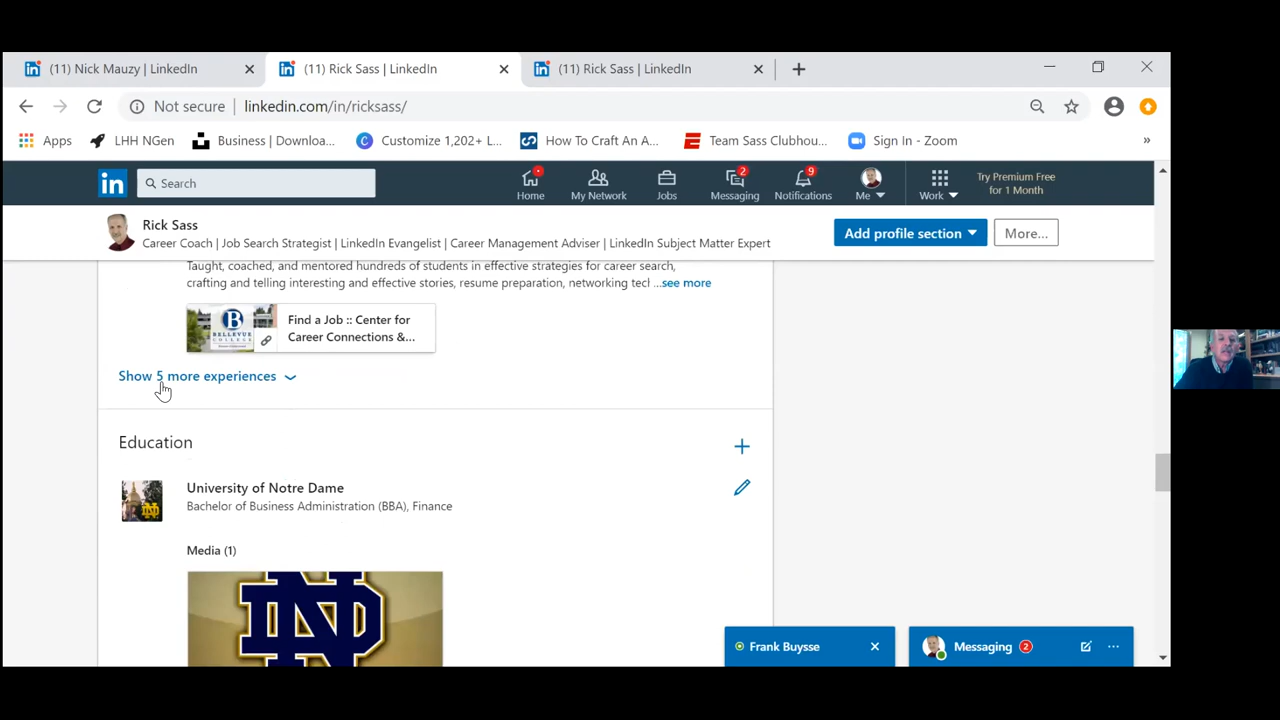 (11) Nick Mauzy | LinkedIn
(11) Rick Sass | LinkedIn
(11) Rick Sass | LinkedIn
Not secure
linkedin.com/in/ricksass/
Apps
LHH NGen
Business | Downloa...
Customize 1,202+ L...
How To Craft An A...
Team Sass Clubhou...
Sign In - Zoom
»
in
Search
Home
My Network
Jobs
2
Messaging
9
Notifications
Me
Work
Try Premium Free
for 1 Month
Rick Sass
Career Coach | Job Search Strategist | LinkedIn Evangelist | Career Management Adviser | LinkedIn Subject Matter Expert
Add profile section
More...
Taught, coached, and mentored hundreds of students in effective strategies for career search,
crafting and telling interesting and effective stories, resume preparation, networking tecl ...see more
B
BELLEVUE
COLLEGE
Find a Job :: Center for
Career Connections &...
Show 5 more experiences
Education
University of Notre Dame
Bachelor of Business Administration (BBA), Finance
Media (1)
ND
Frank Buysse
Messaging 2